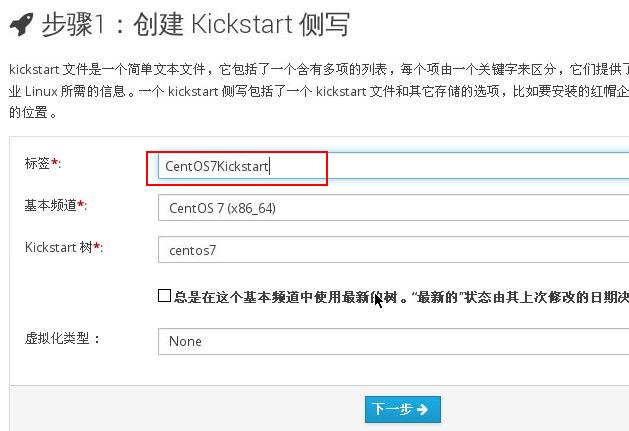 步骤1：创建 Kickstart 侧写
kickstart 文件是一个简单文本文件，它包括了一个含有多项的列表，每个项由一个关键字来区分，它们提供了
业 Linux 所需的信息。一个 kickstart 侧写包括了一个 kickstart 文件和其它存储的选项，比如要安装的红帽企
的位置。
标签*: CentOS7Kickstart
基本频道*: CentOS 7 (x86_64)
Kickstart 树*: centos7
总是在这个基本频道中使用最新的树。“最新的”状态由其上次修改的日期决
虚拟化类型： None
下一步